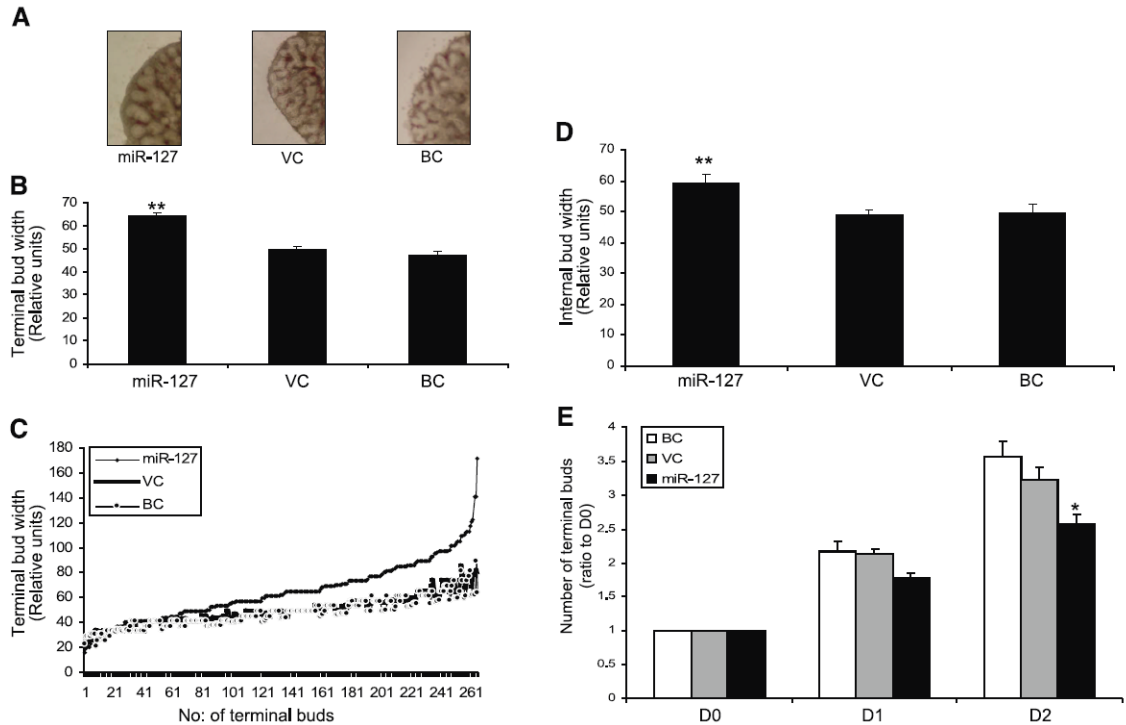 A
miR-127 VC BC
B
Terminal bud width
(Relative units)
70
60
50
40
30
20
10
0
**
miR-127 VC BC
C
Terminal bud width
(Relative units)
180
160
140
120
100
80
60
40
20
0
miR-127
VC
BC
1 21 41 61 81 101 121 141 161 181 201 221 241 261
No: of terminal buds
D
Internal bud width
(Relative units)
70
60
50
40
30
20
10
0
**
miR-127 VC BC
E
Number of terminal buds
(ratio to D0)
4
3.5
3
2.5
2
1.5
1
0.5
0
BC
VC
miR-127
*
D0 D1 D2